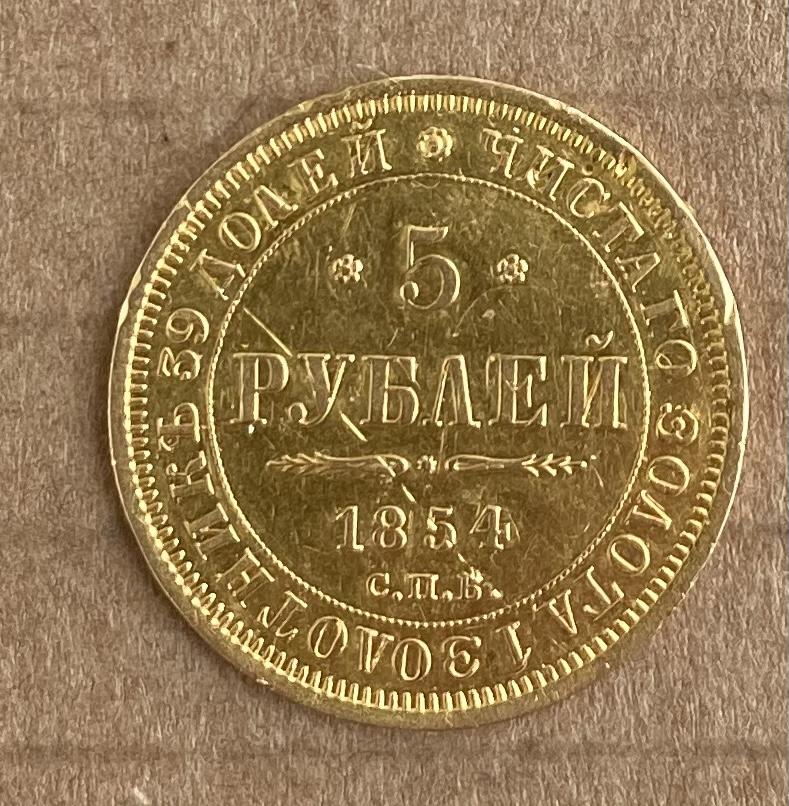 ЧИСТАГО ЗОЛОТА 1 ЗОЛОТНИКЪ 39 ДОЛЕЙ
5
РУБЛЕЙ
1854
С.П.Б.